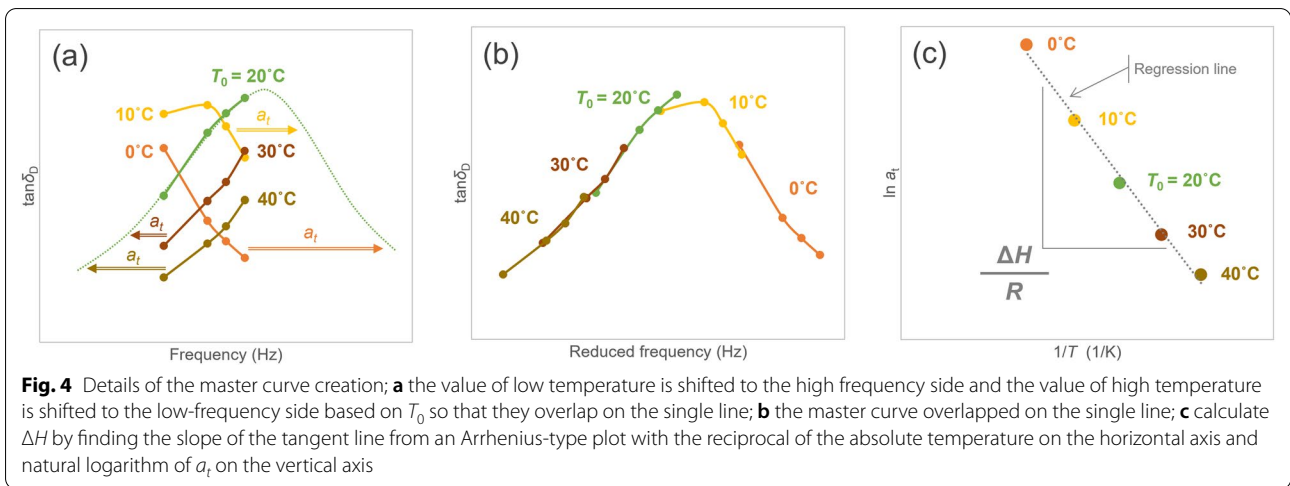 (a)
T₀ = 20˚C
10˚C
aₜ
0˚C
30˚C
40˚C
aₜ
aₜ
aₜ
tanδD
Frequency (Hz)
(b)
T₀ = 20˚C
10˚C
30˚C
0˚C
40˚C
tanδD
Reduced frequency (Hz)
(c)
0˚C
Regression line
10˚C
T₀ = 20˚C
30˚C
40˚C
ΔH
R
ln aₜ
1/T (1/K)
Fig. 4 Details of the master curve creation; a the value of low temperature is shifted to the high frequency side and the value of high temperature
is shifted to the low-frequency side based on T₀ so that they overlap on the single line; b the master curve overlapped on the single line; c calculate
ΔH by finding the slope of the tangent line from an Arrhenius-type plot with the reciprocal of the absolute temperature on the horizontal axis and
natural logarithm of aₜ on the vertical axis